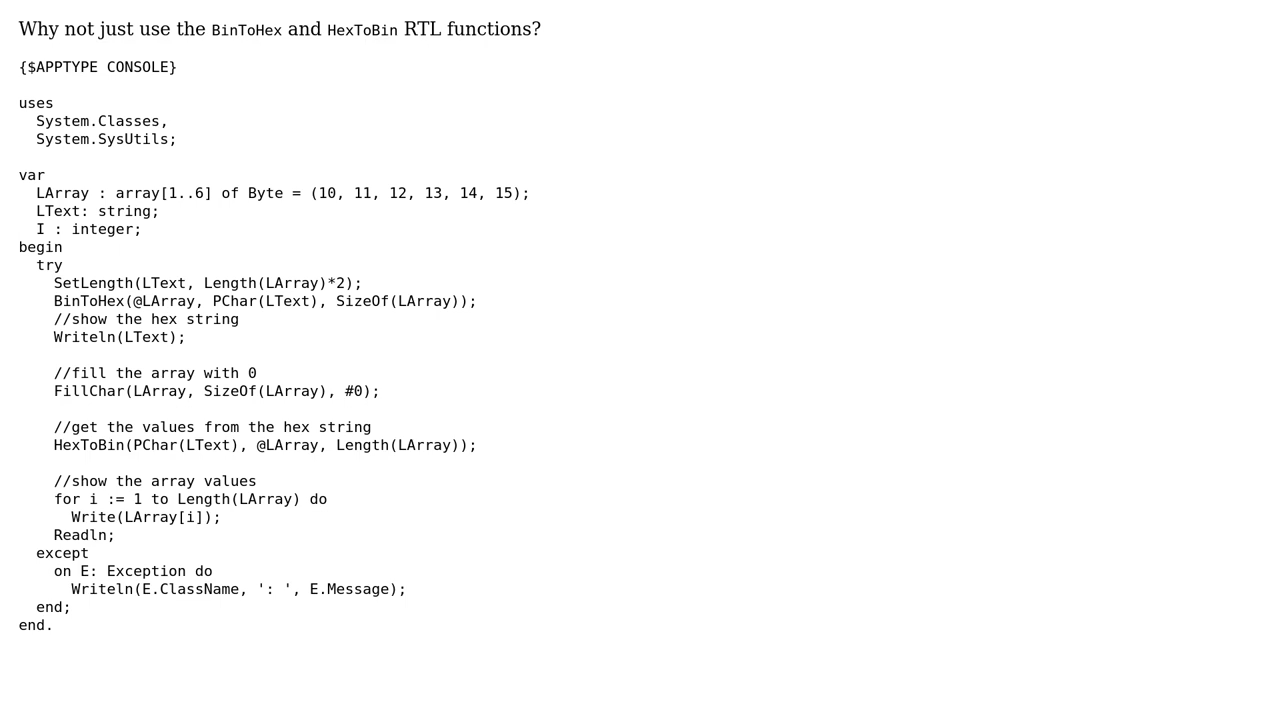 Why not just use the BinToHex and HexToBin RTL functions?
{$APPTYPE CONSOLE}

uses
  System.Classes,
  System.SysUtils;

var
  LArray : array[1..6] of Byte = (10, 11, 12, 13, 14, 15);
  LText: string;
  I : integer;
begin
  try
    SetLength(LText, Length(LArray)*2);
    BinToHex(@LArray, PChar(LText), SizeOf(LArray));
    //show the hex string
    Writeln(LText);

    //fill the array with 0
    FillChar(LArray, SizeOf(LArray), #0);

    //get the values from the hex string
    HexToBin(PChar(LText), @LArray, Length(LArray));

    //show the array values
    for i := 1 to Length(LArray) do
      Write(LArray[i]);
    Readln;
  except
    on E: Exception do
      Writeln(E.ClassName, ': ', E.Message);
  end;
end.